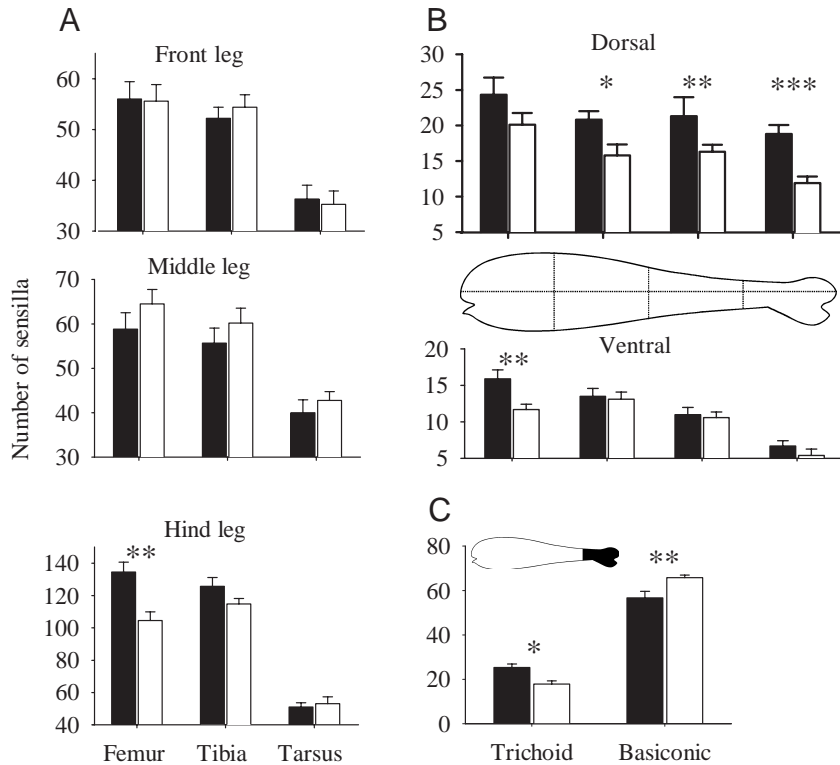 A
Front leg
60
50
40
30
Middle leg
70
60
50
40
30
Number of sensilla
Hind leg
**
140
120
100
80
60
40
Femur Tibia Tarsus
B
Dorsal
30
25
20
15
10
5
* ** ***
Ventral
20
15
10
5
**
C
80
60
40
20
0
* **
Trichoid Basiconic